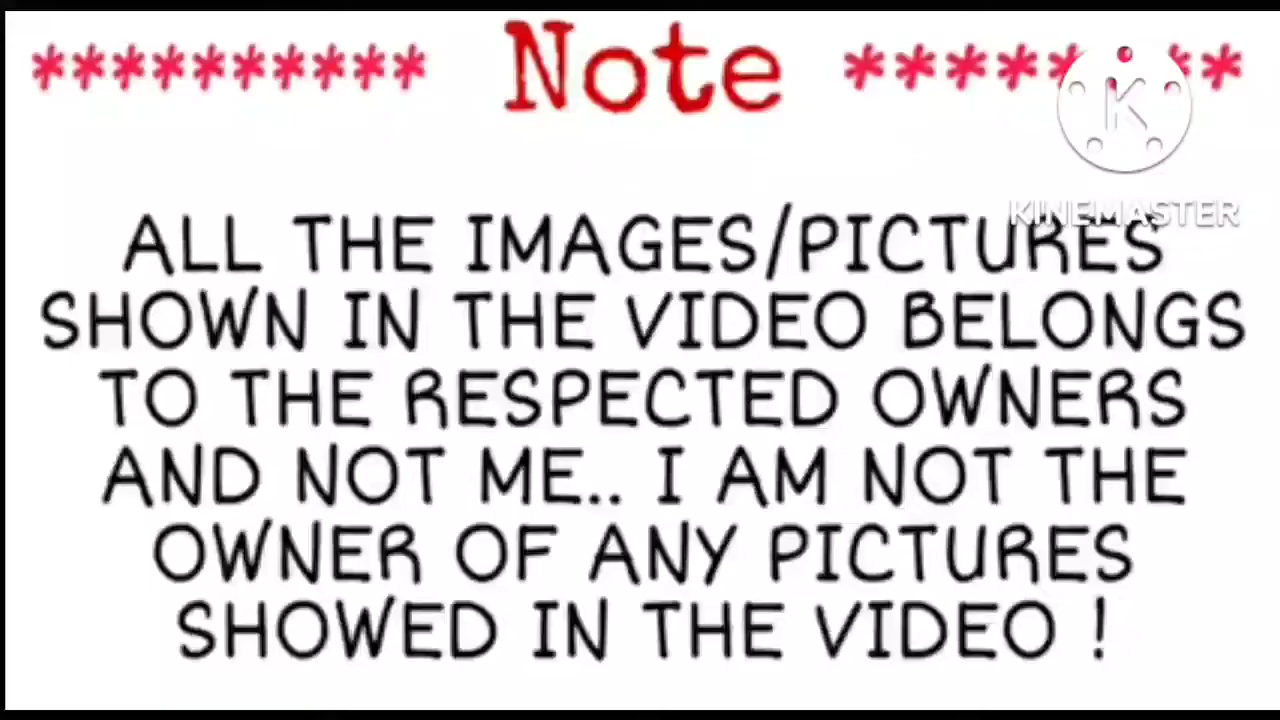 ********** Note ********
ALL THE IMAGES/PICTURES
KINEMASTER
SHOWN IN THE VIDEO BELONGS
TO THE RESPECTED OWNERS
AND NOT ME.. I AM NOT THE
OWNER OF ANY PICTURES
SHOWED IN THE VIDEO !